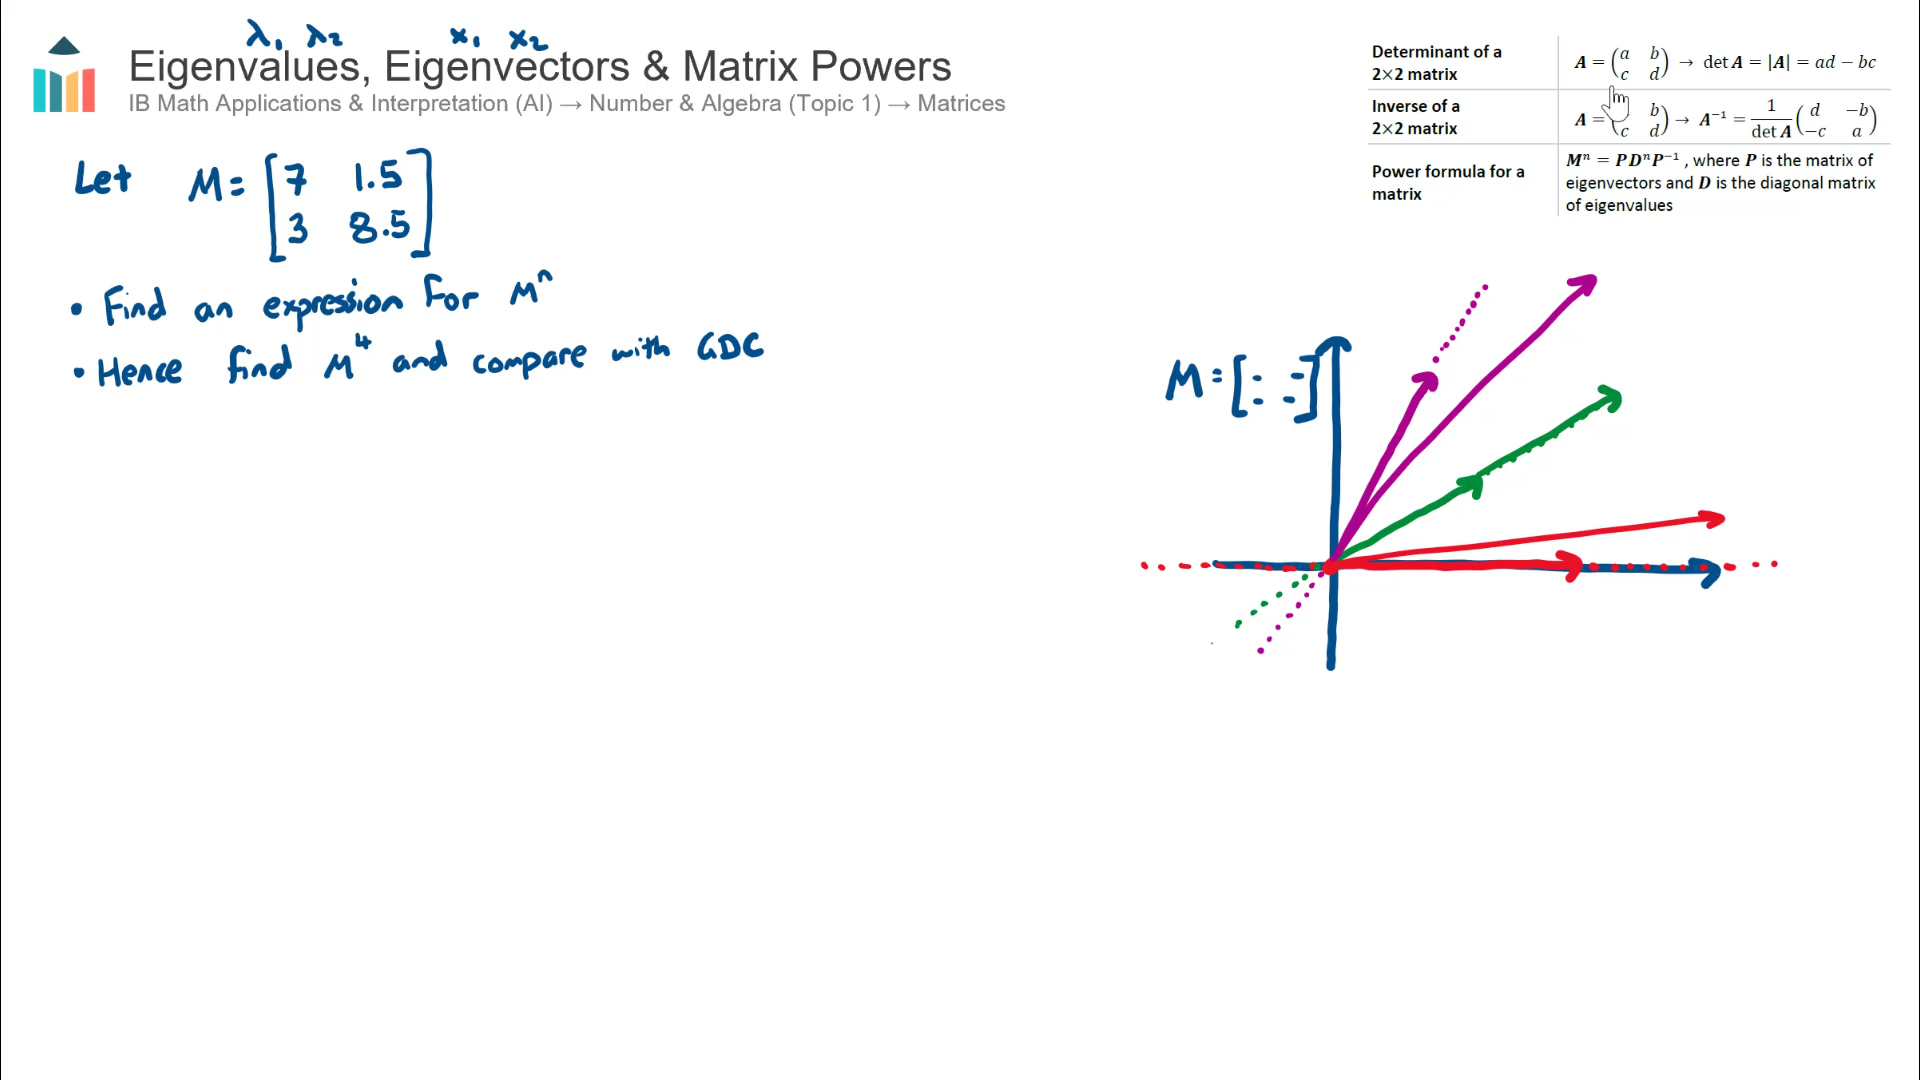 λ₁ λ₂ x₁ x₂
Eigenvalues, Eigenvectors & Matrix Powers
IB Math Applications & Interpretation (AI) → Number & Algebra (Topic 1) → Matrices
Determinant of a 2×2 matrix
A = (a b; c d) → det A = |A| = ad − bc
Inverse of a 2×2 matrix
A = ( b; c d) → A⁻¹ = 1/det A (d −b; −c a)
Power formula for a matrix
Mⁿ = PDⁿP⁻¹ , where P is the matrix of
eigenvectors and D is the diagonal matrix
of eigenvalues
Let M = [7 1.5; 3 8.5]
• Find an expression for Mⁿ
• Hence find M⁴ and compare with GDC
M = [- -; - -]